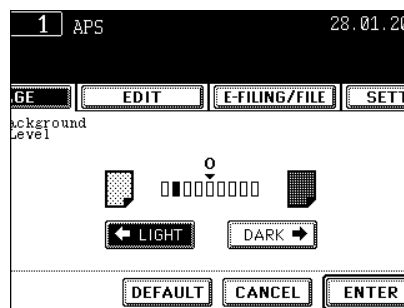 1 APS 28.01.20
GE EDIT E-FILING/FILE SETT
ackground
Level
0
LIGHT DARK
DEFAULT CANCEL ENTER